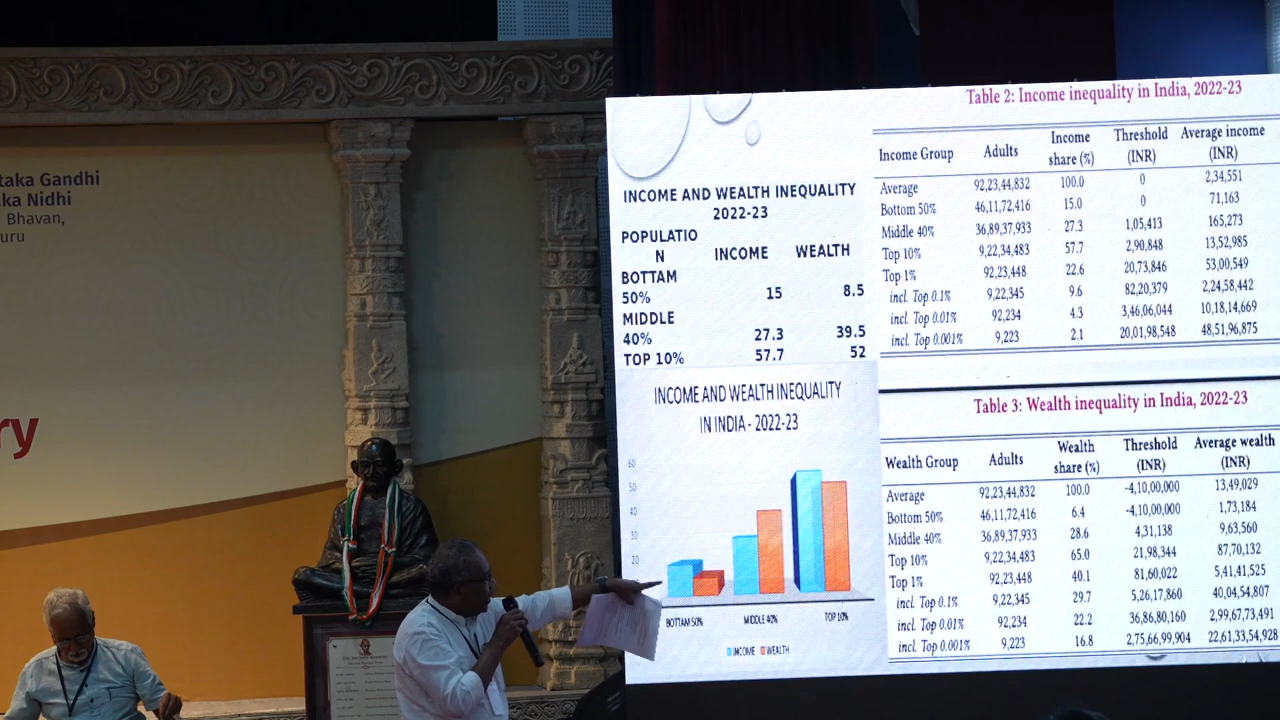 taka Gandhi
ka Nidhi
Bhavan,
uru
ry
INCOME AND WEALTH INEQUALITY
2022-23
POPULATIO
N INCOME WEALTH
BOTTAM
50% 15 8.5
MIDDLE
40% 27.3 39.5
TOP 10% 57.7 52
INCOME AND WEALTH INEQUALITY
IN INDIA - 2022-23
60
50
40
30
20
BOTTAM 50% MIDDLE 40% TOP 10%
INCOME WEALTH
Table 2: Income inequality in India, 2022-23
Income Group Adults Income share (%) Threshold (INR) Average income (INR)
Average 92,23,44,832 100.0 0 2,34,551
Bottom 50% 46,11,72,416 15.0 0 71,163
Middle 40% 36,89,37,933 27.3 1,05,413 165,273
Top 10% 9,22,34,483 57.7 2,90,848 13,52,985
Top 1% 92,23,448 22.6 20,73,846 53,00,549
incl. Top 0.1% 9,22,345 9.6 82,20,379 2,24,58,442
incl. Top 0.01% 92,234 4.3 3,46,06,044 10,18,14,669
incl. Top 0.001% 9,223 2.1 20,01,98,548 48,51,96,875
Table 3: Wealth inequality in India, 2022-23
Wealth Group Adults Wealth share (%) Threshold (INR) Average wealth (INR)
Average 92,23,44,832 100.0 -4,10,00,000 13,49,029
Bottom 50% 46,11,72,416 6.4 -4,10,00,000 1,73,184
Middle 40% 36,89,37,933 28.6 4,31,138 9,63,560
Top 10% 9,22,34,483 65.0 21,98,344 87,70,132
Top 1% 92,23,448 40.1 81,60,022 5,41,41,525
incl. Top 0.1% 9,22,345 29.7 5,26,17,860 40,04,54,807
incl. Top 0.01% 92,234 22.2 36,86,80,160 2,99,67,73,491
incl. Top 0.001% 9,223 16.8 2,75,66,99,904 22,61,33,54,928